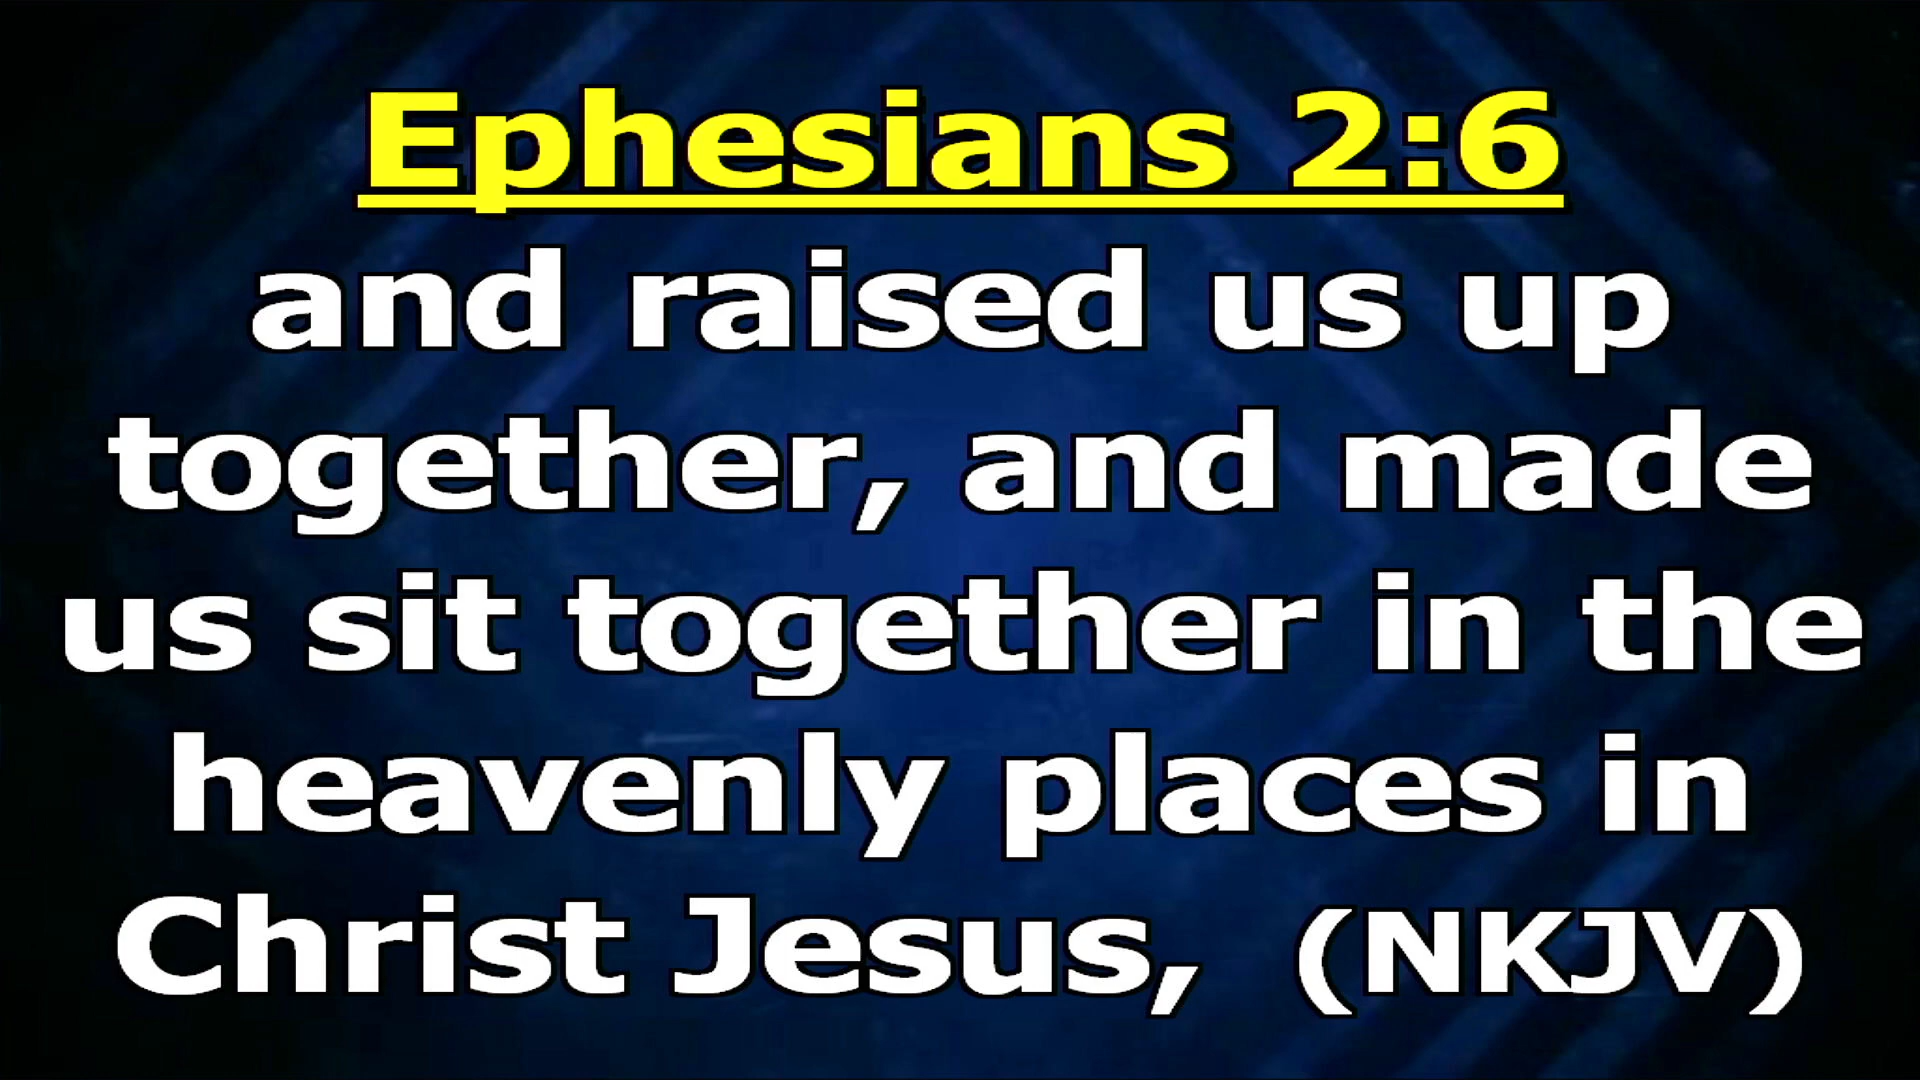 Ephesians 2:6
and raised us up
together, and made
us sit together in the
heavenly places in
Christ Jesus, (NKJV)